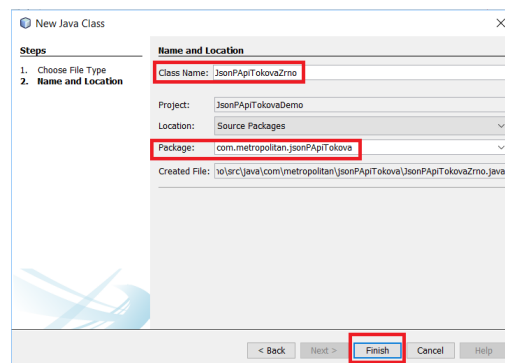 New Java Class
Steps
1. Choose File Type
2. Name and Location
Name and Location
Class Name: JsonPApiTokovaZrno
Project: JsonPApiTokovaDemo
Location: Source Packages
Package: com.metropolitan.jsonPApiTokova
Created File: no\src\java\com\metropolitan\jsonPApiTokova\JsonPApiTokovaZrno.java
< Back Next > Finish Cancel Help